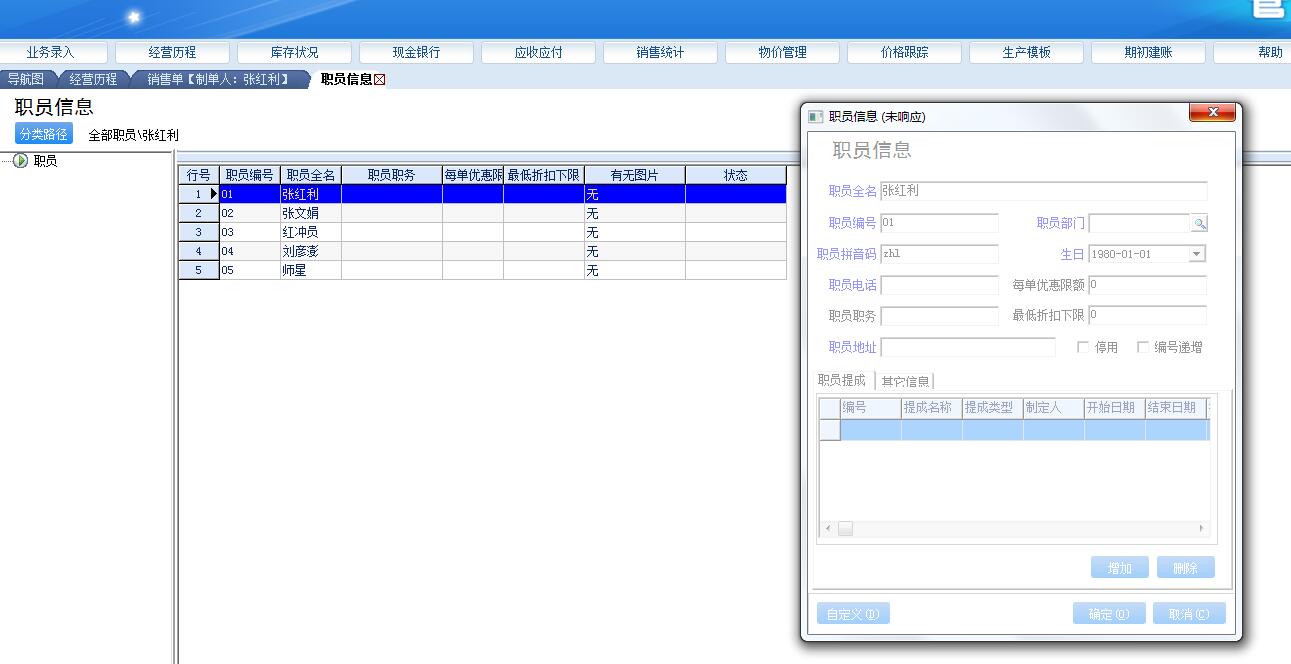 业务录入 经营历程 库存状况 现金银行 应收应付 销售统计 物价管理 价格跟踪 生产模板 期初建账 帮助
导航图 经营历程 销售单【制单人：张红利】 职员信息
职员信息
分类路径 全部职员\张红利
职员
行号 职员编号 职员全名 职员职务 每单优惠限 最低折扣下限 有无图片 状态
1 01 张红利 无
2 02 张文娟 无
3 03 红冲员 无
4 04 刘彦澎 无
5 05 师星 无
职员信息 (未响应)
职员信息
职员全名 张红利
职员编号 01 职员部门
职员拼音码 zhl 生日 1980-01-01
职员电话 每单优惠限额 0
职员职务 最低折扣下限 0
职员地址 停用 编号递增
职员提成 其它信息
编号 提成名称 提成类型 制定人 开始日期 结束日期
增加 删除
自定义(D) 确定(O) 取消(C)